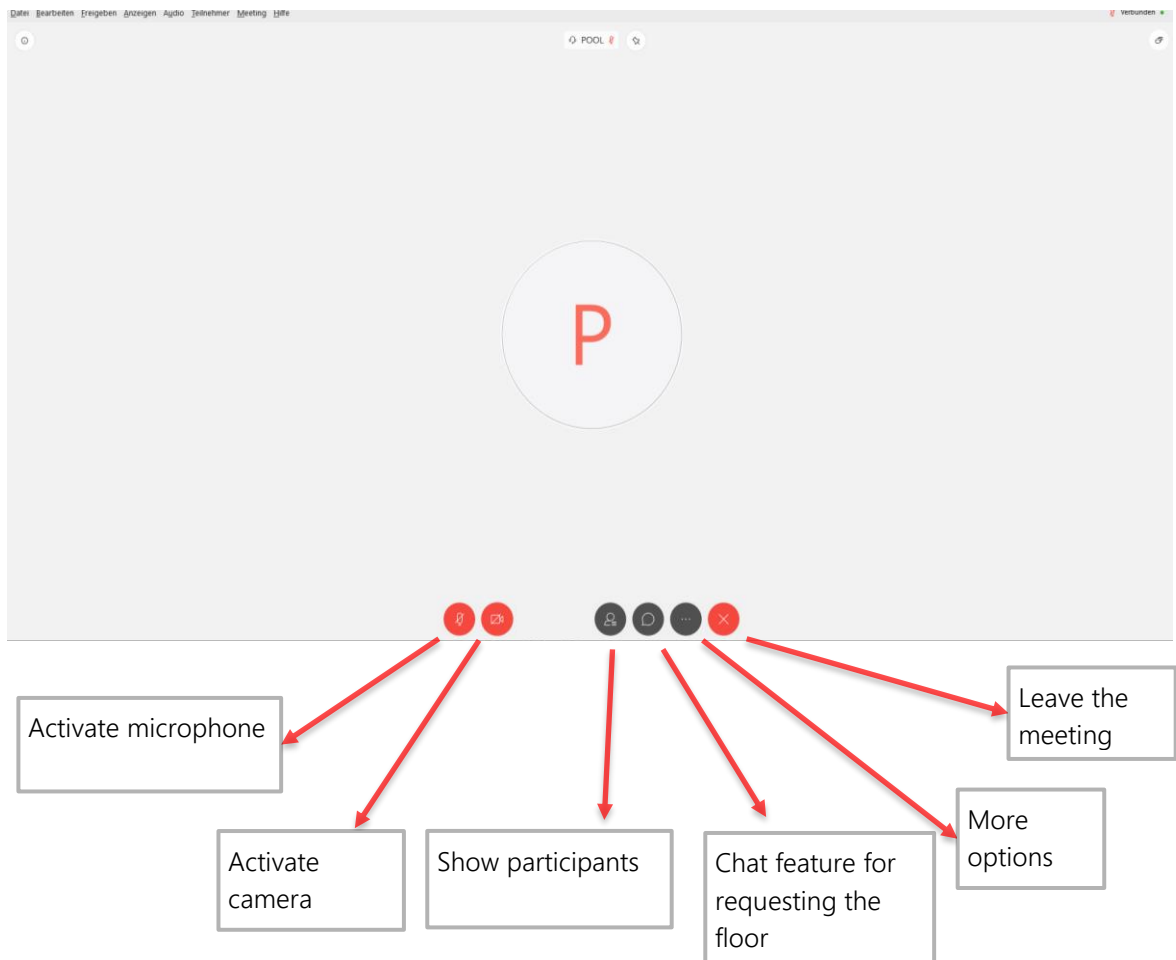 Datei Bearbeiten Freigeben Anzeigen Audio Teilnehmer Meeting Hilfe
Verbunden
POOL
P
Activate microphone
Leave the
meeting
Activate
camera
Show participants
Chat feature for
requesting the
floor
More
options